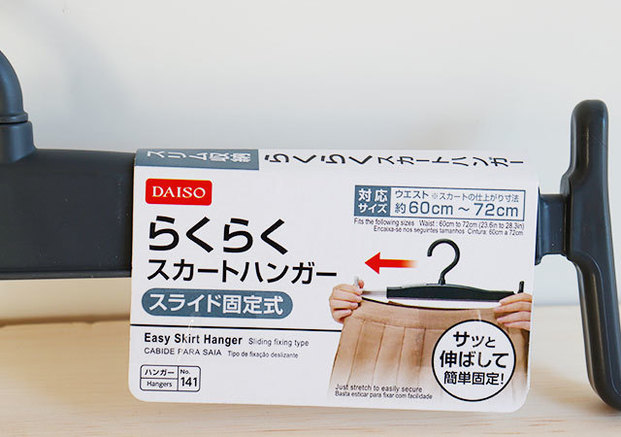 スリム収納 らくらくスカートハンガー
DAISO
らくらく
スカートハンガー
スライド固定式
Easy Skirt Hanger Sliding fixing type
CABIDE PARA SAIA Tipo de fixação deslizante
ハンガー
Hangers
No.
141
対応
サイズ
ウエスト ※スカートの仕上がり寸法
約60cm〜72cm
Fits the following sizes Waist : 60cm to 72cm (23.6in to 28.3in)
Encaixa-se nos seguintes tamanhos Cintura: 60cm a 72cm
サッと
伸ばして
簡単固定!
Just stretch to easily secure
Basta esticar para fixar com facilidade